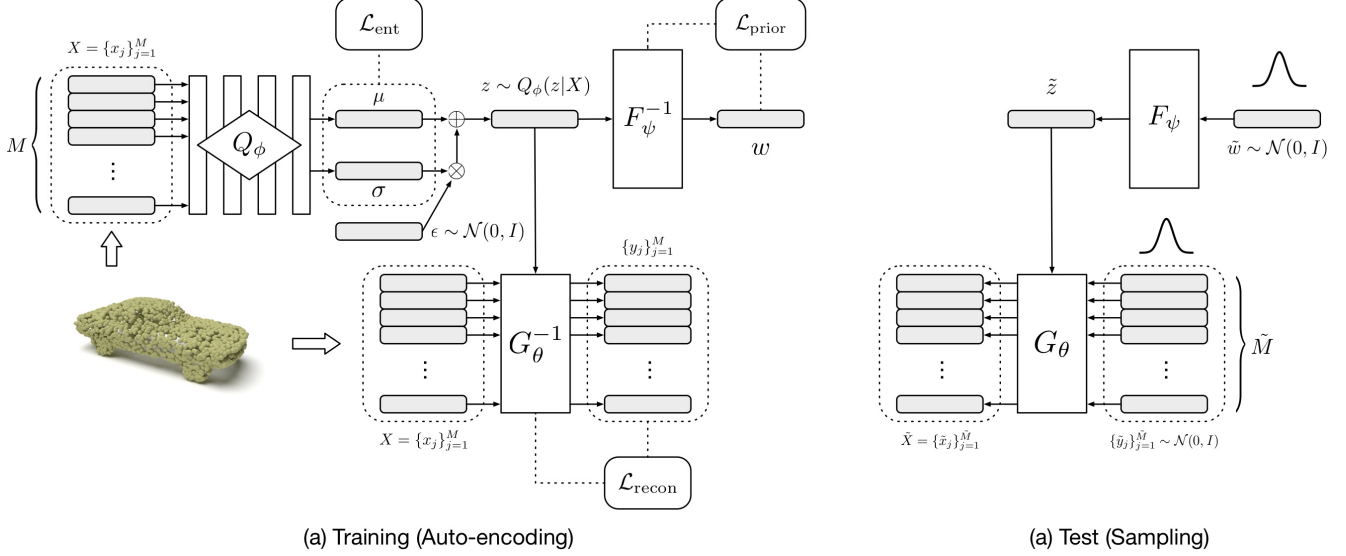 X = {x_j}_{j=1}^{M}
M
Q_ϕ
ℒ_ent
μ
σ
ϵ ∼ 𝒩(0, I)
z ∼ Q_ϕ(z|X)
F_ψ^{-1}
ℒ_prior
w
X = {x_j}_{j=1}^{M}
G_θ^{-1}
{y_j}_{j=1}^{M}
ℒ_recon
(a) Training (Auto-encoding)
z̃
F_ψ
w̃ ∼ 𝒩(0, I)
G_θ
M̃
X̃ = {x̃_j}_{j=1}^{M̃}
{ỹ_j}_{j=1}^{M̃} ∼ 𝒩(0, I)
(a) Test (Sampling)